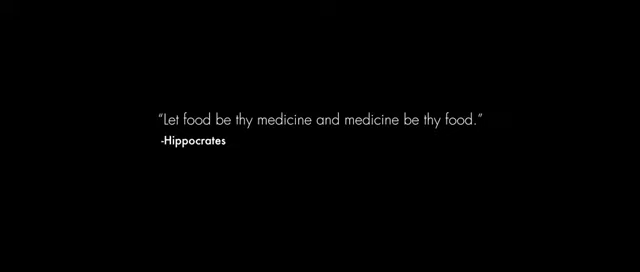 “Let food be thy medicine and medicine be thy food.”
-Hippocrates